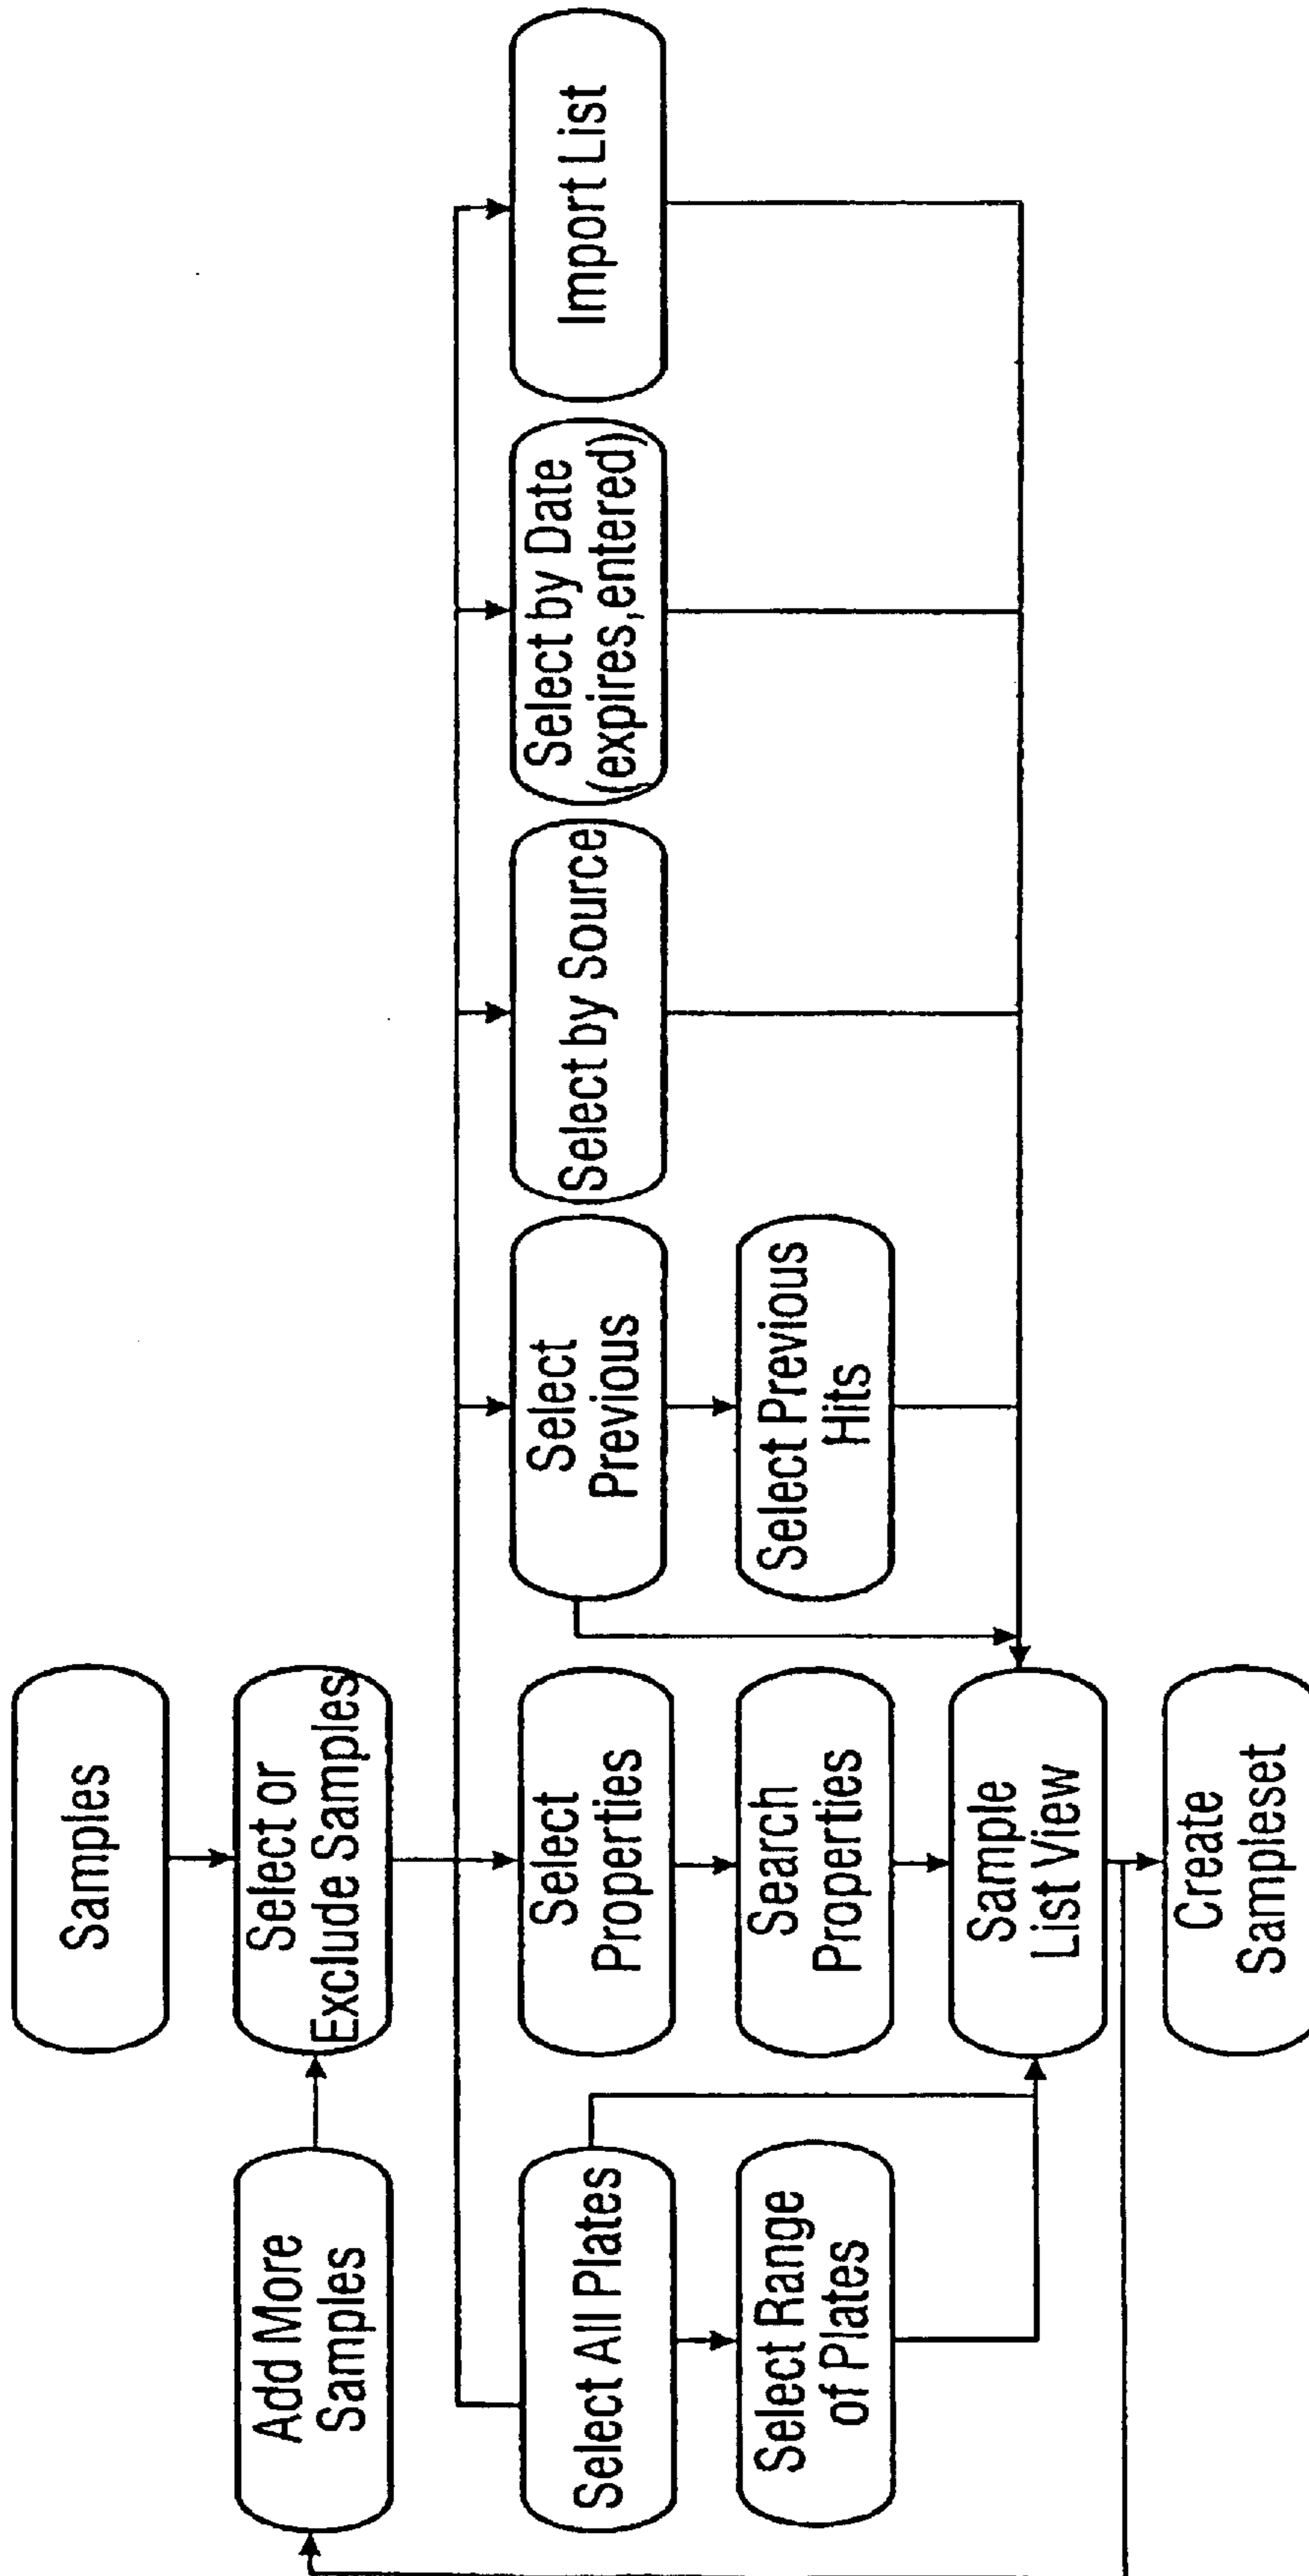 Samples
Add More
Samples
Select or
Exclude Samples
Select All Plates
Select
Properties
Select
Previous
Select by Source
Select by Date
(expires,entered)
Import List
Select Range
of Plates
Search
Properties
Select Previous
Hits
Sample
List View
Create
Sampleset